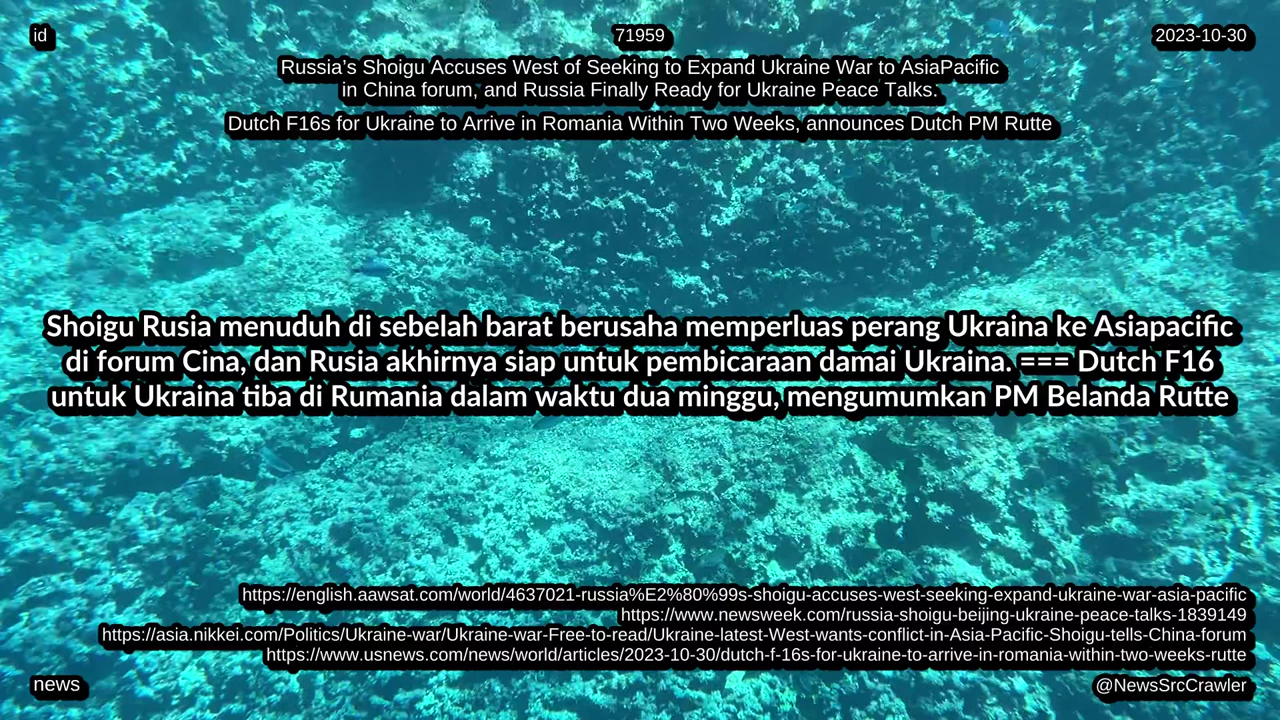 id
71959
2023-10-30
Russia’s Shoigu Accuses West of Seeking to Expand Ukraine War to AsiaPacific
in China forum, and Russia Finally Ready for Ukraine Peace Talks.
Dutch F16s for Ukraine to Arrive in Romania Within Two Weeks, announces Dutch PM Rutte
Shoigu Rusia menuduh di sebelah barat berusaha memperluas perang Ukraina ke Asiapacific
di forum Cina, dan Rusia akhirnya siap untuk pembicaraan damai Ukraina. === Dutch F16
untuk Ukraina tiba di Rumania dalam waktu dua minggu, mengumumkan PM Belanda Rutte
https://english.aawsat.com/world/4637021-russia%E2%80%99s-shoigu-accuses-west-seeking-expand-ukraine-war-asia-pacific
https://www.newsweek.com/russia-shoigu-beijing-ukraine-peace-talks-1839149
https://asia.nikkei.com/Politics/Ukraine-war/Ukraine-war-Free-to-read/Ukraine-latest-West-wants-conflict-in-Asia-Pacific-Shoigu-tells-China-forum
https://www.usnews.com/news/world/articles/2023-10-30/dutch-f-16s-for-ukraine-to-arrive-in-romania-within-two-weeks-rutte
news
@NewsSrcCrawler